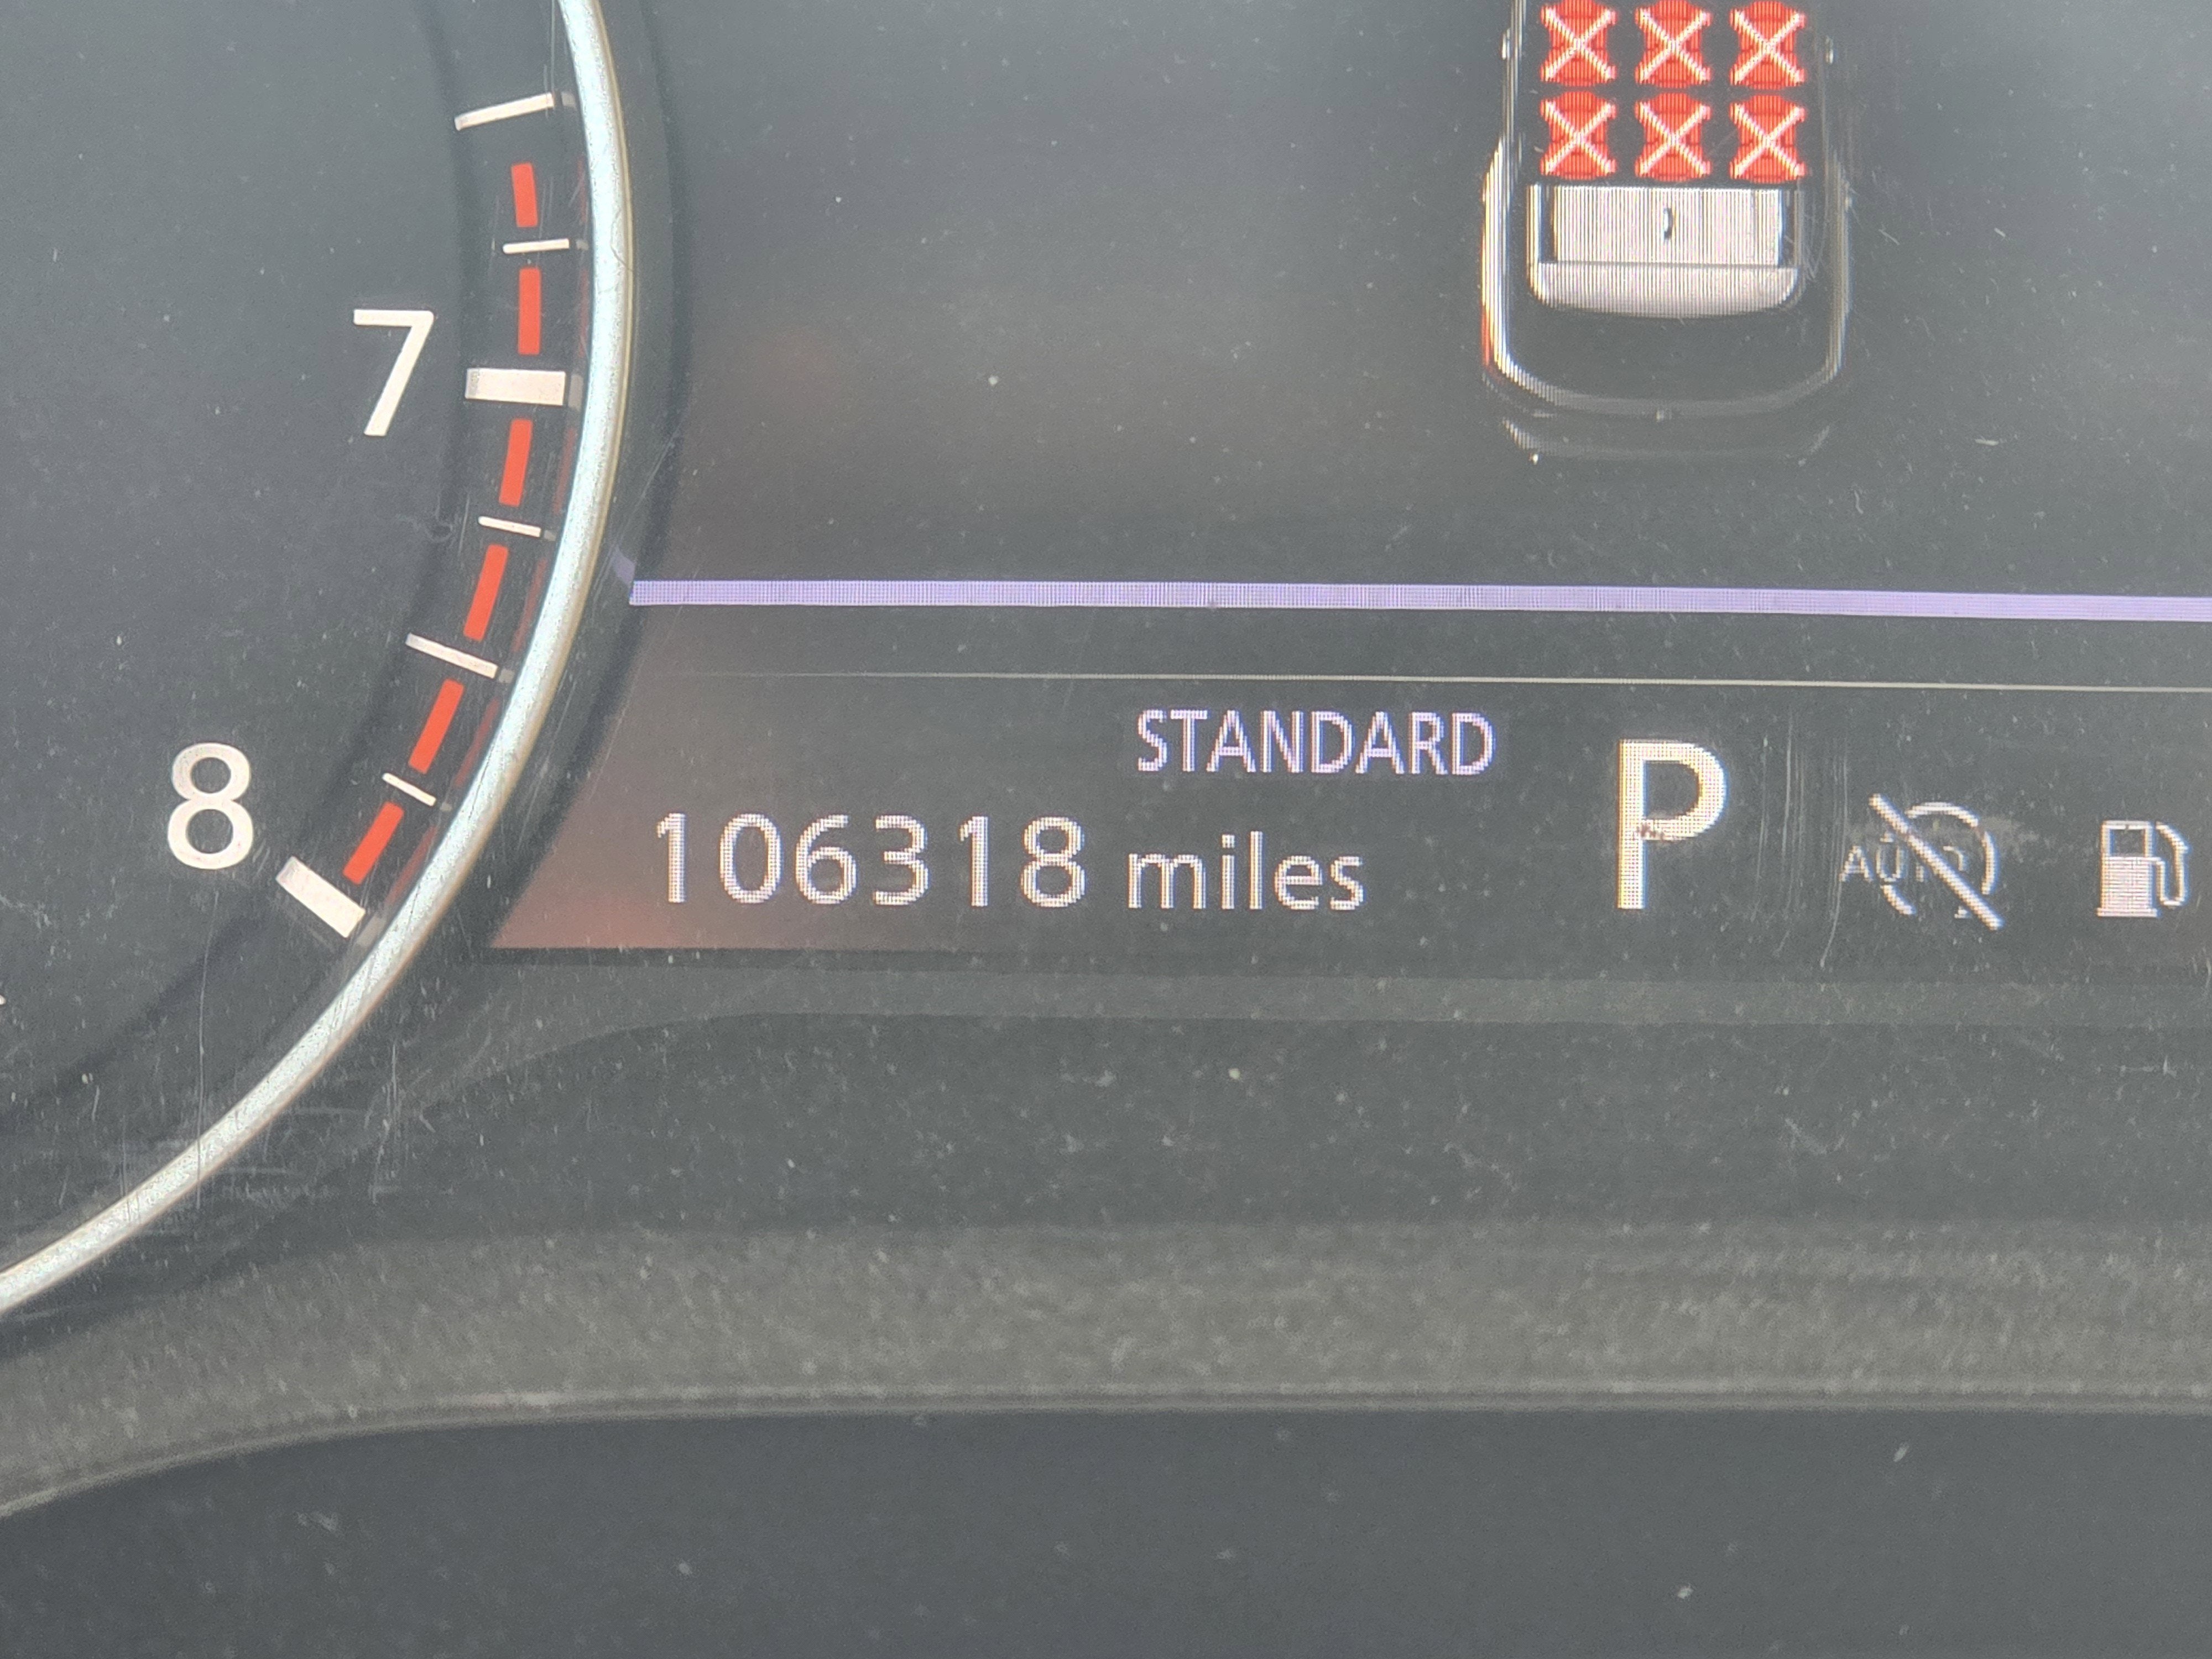 7
STANDARD
P
8
106318 miles
AUTO